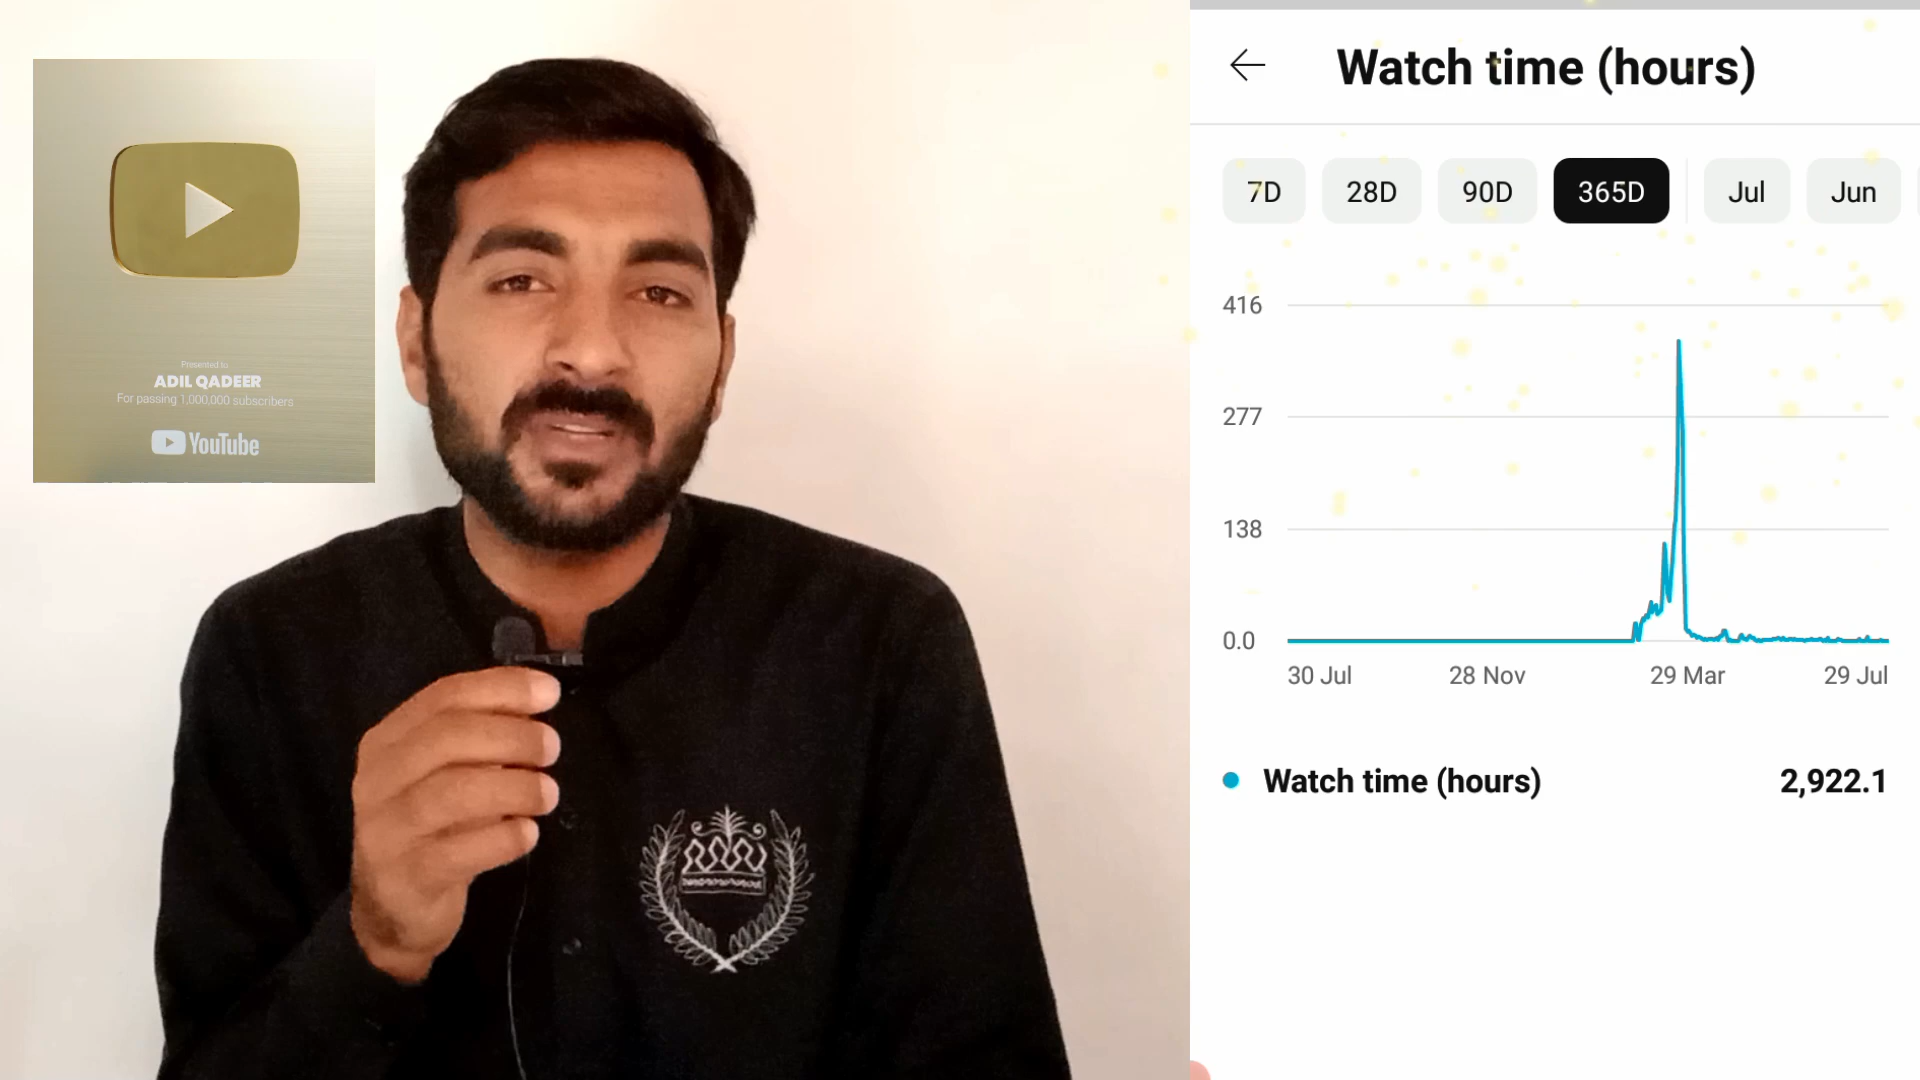 Presented to
ADIL QADEER
For passing 1,000,000 subscribers
YouTube
Watch time (hours)
7D 28D 90D 365D Jul Jun
416
277
138
0.0
30 Jul 28 Nov 29 Mar 29 Jul
Watch time (hours) 2,922.1